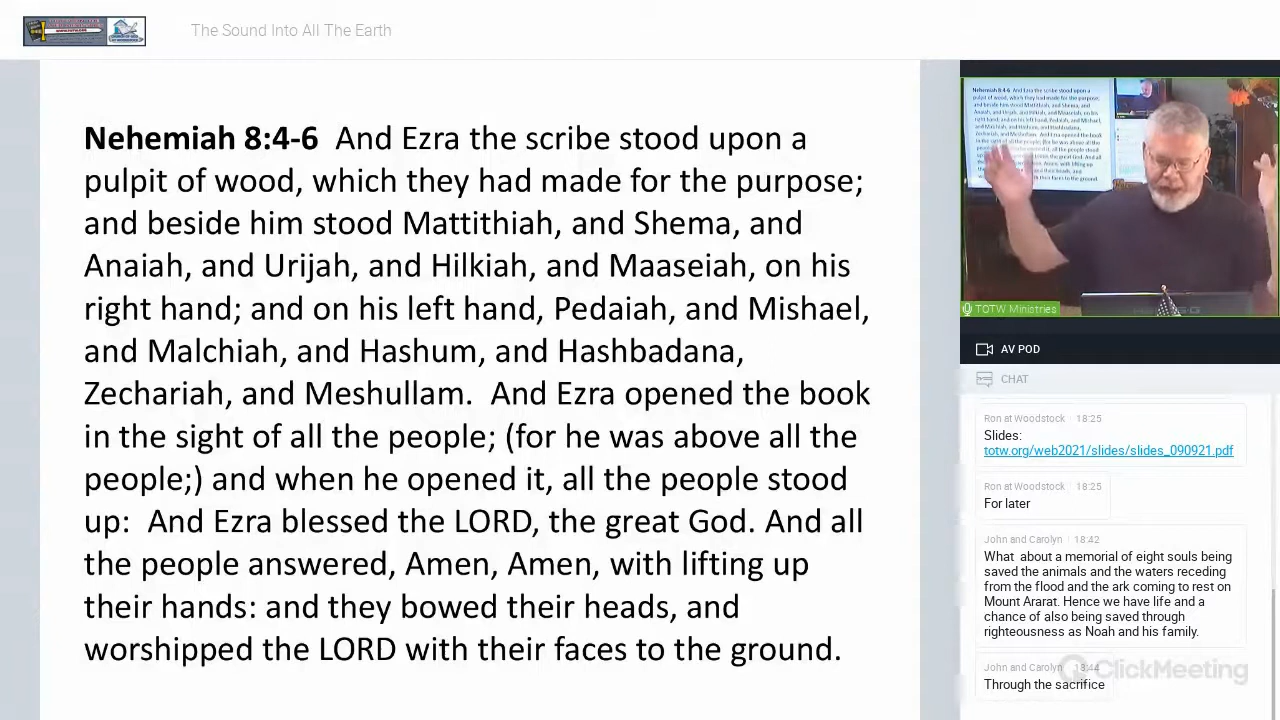 The Sound Into All The Earth
Nehemiah 8:4-6  And Ezra the scribe stood upon a
pulpit of wood, which they had made for the purpose;
and beside him stood Mattithiah, and Shema, and
Anaiah, and Urijah, and Hilkiah, and Maaseiah, on his
right hand; and on his left hand, Pedaiah, and Mishael,
and Malchiah, and Hashum, and Hashbadana,
Zechariah, and Meshullam.  And Ezra opened the book
in the sight of all the people; (for he was above all the
people;) and when he opened it, all the people stood
up:  And Ezra blessed the LORD, the great God. And all
the people answered, Amen, Amen, with lifting up
their hands: and they bowed their heads, and
worshipped the LORD with their faces to the ground.
TOTW Ministries
AV POD
CHAT
Ron at Woodstock 18:25
Slides:
totw.org/web2021/slides/slides_090921.pdf
Ron at Woodstock 18:25
For later
John and Carolyn 18:42
What  about a memorial of eight souls being
saved the animals and the waters receding
from the flood and the ark coming to rest on
Mount Ararat. Hence we have life and a
chance of also being saved through
righteousness as Noah and his family.
John and Carolyn 18:44
Through the sacrifice
ClickMeeting